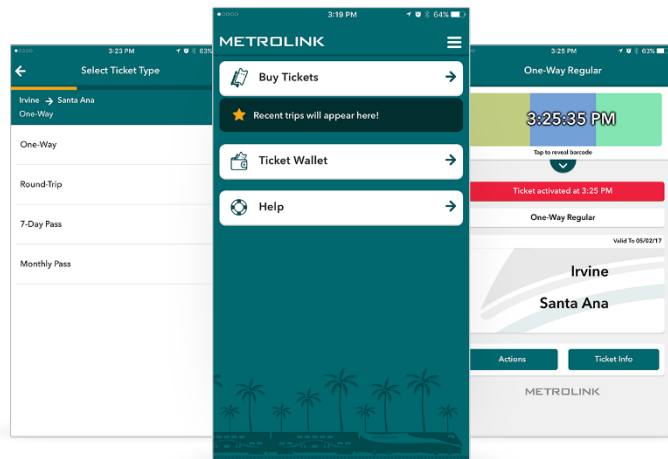 3:23 PM
63%
Select Ticket Type
Irvine → Santa Ana
One-Way
One-Way
Round-Trip
7-Day Pass
Monthly Pass
3:19 PM
64%
METROLINK
Buy Tickets
Recent trips will appear here!
Ticket Wallet
Help
3:25 PM
63%
One-Way Regular
3:25:35 PM
Tap to reveal barcode
Ticket activated at 3:25 PM
One-Way Regular
Valid To 05/02/17
Irvine
Santa Ana
Actions
Ticket Info
METROLINK